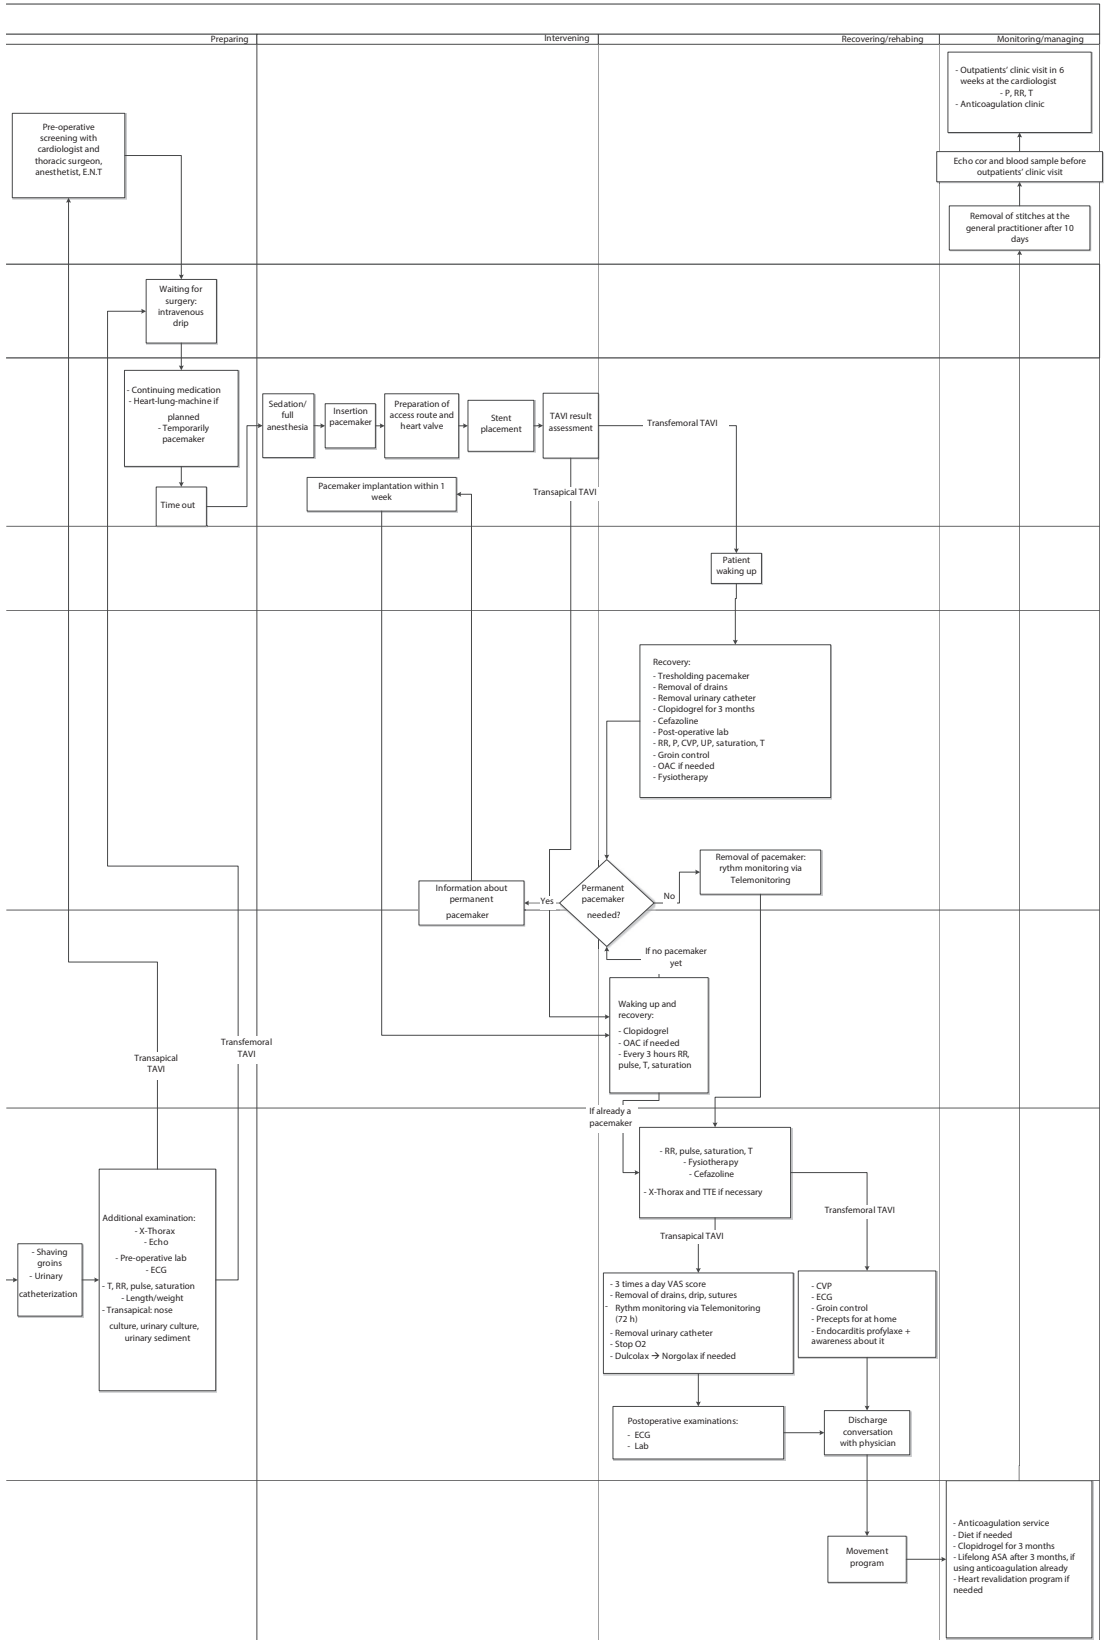 Preparing
Intervening
Recovering/rehabing
Monitoring/managing
- Outpatients' clinic visit in 6
weeks at the cardiologist
- P, RR, T
- Anticoagulation clinic
Pre-operative
screening with
cardiologist and
thoracic surgeon,
anesthetist, E.N.T
Echo cor and blood sample before
outpatients' clinic visit
Removal of stitches at the
general practitioner after 10
days
Waiting for
surgery:
intravenous
drip
- Continuing medication
- Heart-lung-machine if
planned
- Temporarily
pacemaker
Sedation/
full
anesthesia
Insertion
pacemaker
Preparation of
access route and
heart valve
Stent
placement
TAVI result
assessment
Transfemoral TAVI
Time out
Pacemaker implantation within 1
week
Transapical TAVI
Patient
waking up
Recovery:
- Tresholding pacemaker
- Removal of drains
- Removal urinary catheter
- Clopidogrel for 3 months
- Cefazoline
- Post-operative lab
- RR, P, CVP, UP, saturation, T
- Groin control
- OAC if needed
- Fysiotherapy
Removal of pacemaker:
rythm monitoring via
Telemonitoring
Information about
permanent
pacemaker
Yes
Permanent
pacemaker
needed?
No
If no pacemaker
yet
Waking up and
recovery:
- Clopidogrel
- OAC if needed
- Every 3 hours RR,
pulse, T, saturation
Transapical
TAVI
Transfemoral
TAVI
If already a
pacemaker
- RR, pulse, saturation, T
- Fysiotherapy
- Cefazoline
- X-Thorax and TTE if necessary
Transapical TAVI
Transfemoral TAVI
- Shaving
groins
- Urinary
catheterization
Additional examination:
- X-Thorax
- Echo
- Pre-operative lab
- ECG
- T, RR, pulse, saturation
- Length/weight
- Transapical: nose
culture, urinary culture,
urinary sediment
- 3 times a day VAS score
- Removal of drains, drip, sutures
- Rythm monitoring via Telemonitoring
(72 h)
- Removal urinary catheter
- Stop O2
- Dulcolax → Norgolax if needed
- CVP
- ECG
- Groin control
- Precepts for at home
- Endocarditis profylaxe +
awareness about it
Postoperative examinations:
- ECG
- Lab
Discharge
conversation
with physician
Movement
program
- Anticoagulation service
- Diet if needed
- Clopidrogel for 3 months
- Lifelong ASA after 3 months, if
using anticoagulation already
- Heart revalidation program if
needed